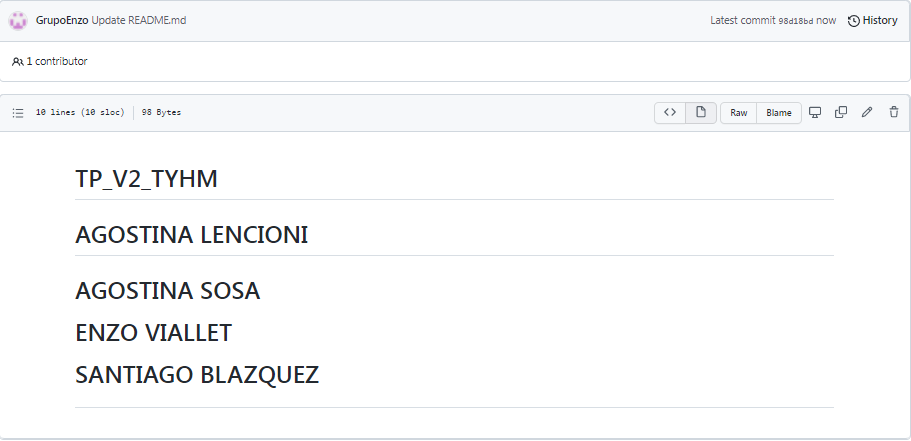 GrupoEnzo Update README.md
Latest commit 98d18bd now
History
1 contributor
10 lines (10 sloc)
98 Bytes
Raw
Blame
TP_V2_TYHM
AGOSTINA LENCIONI
AGOSTINA SOSA
ENZO VIALLET
SANTIAGO BLAZQUEZ